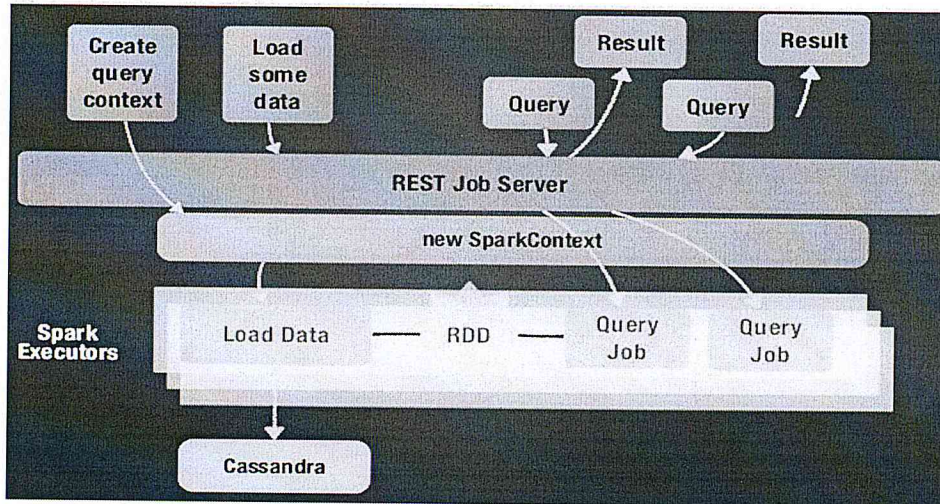 Create
query
context
Load
some
data
Result
Result
Query
Query
REST Job Server
new SparkContext
Spark
Executors
Load Data
RDD
Query
Job
Query
Job
Cassandra